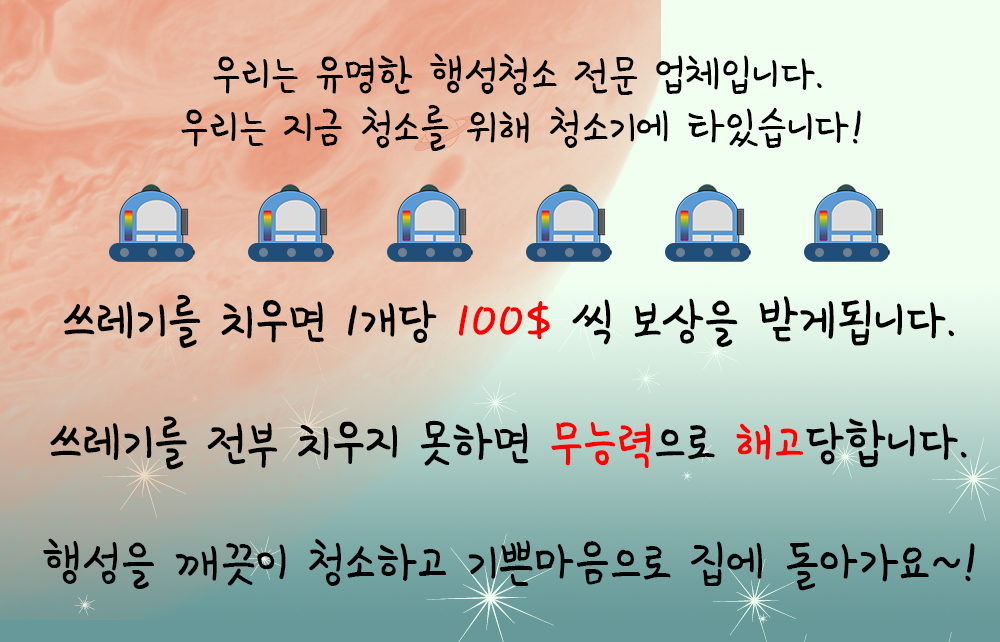 우리는 유명한 행성청소 전문 업체입니다.
우리는 지금 청소를 위해 청소기에 타있습니다!
쓰레기를 치우면 1개당 100$ 씩 보상을 받게됩니다.
쓰레기를 전부 치우지 못하면 무능력으로 해고당합니다.
행성을 깨끗이 청소하고 기쁜마음으로 집에 돌아가요~!